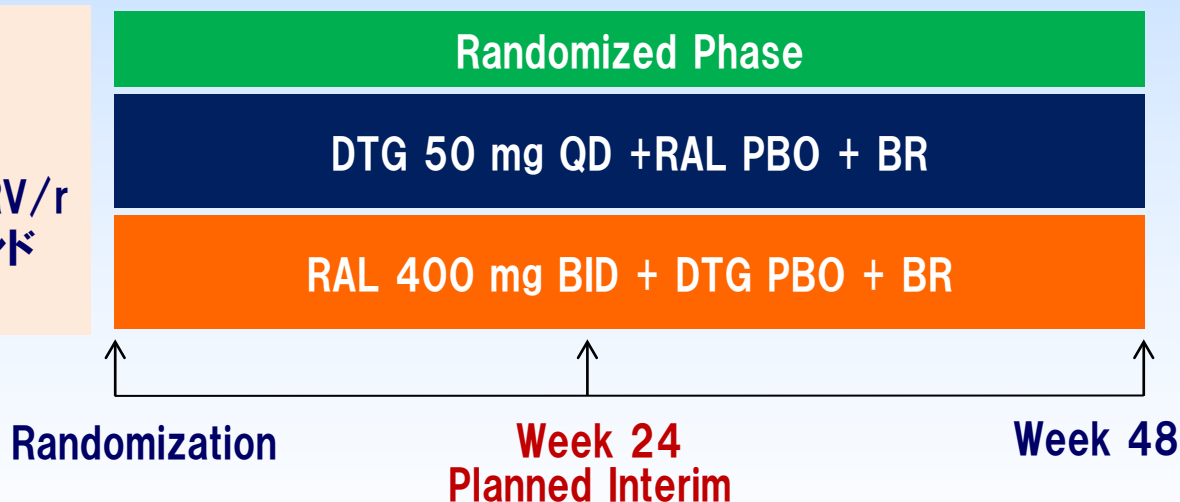 Randomized Phase
DTG 50 mg QD +RAL PBO + BR
RV/r
RAL 400 mg BID + DTG PBO + BR
Randomization
Week 24
Planned Interim
Week 48